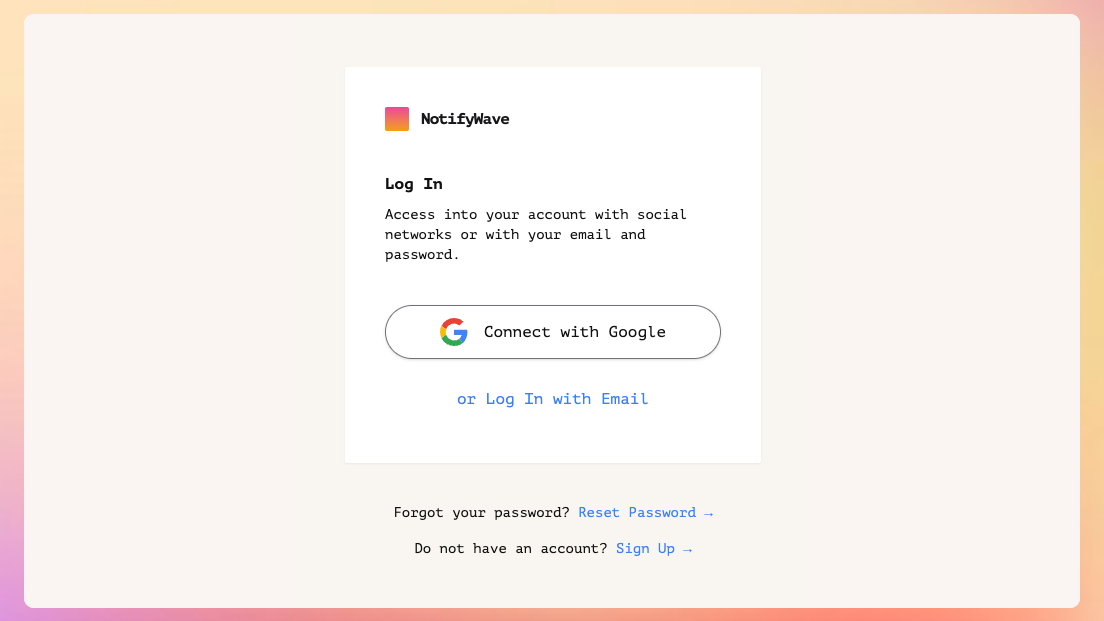 NotifyWave
Log In
Access into your account with social
networks or with your email and
password.
Connect with Google
or Log In with Email
Forgot your password? Reset Password →
Do not have an account? Sign Up →